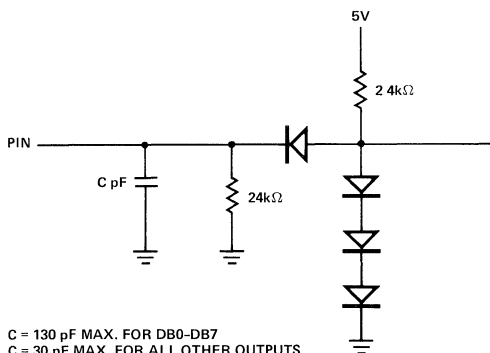 5V
2 4kΩ
PIN
C pF
24kΩ
C = 130 pF MAX. FOR DB0–DB7
C = 30 pF MAX. FOR ALL OTHER OUTPUTS